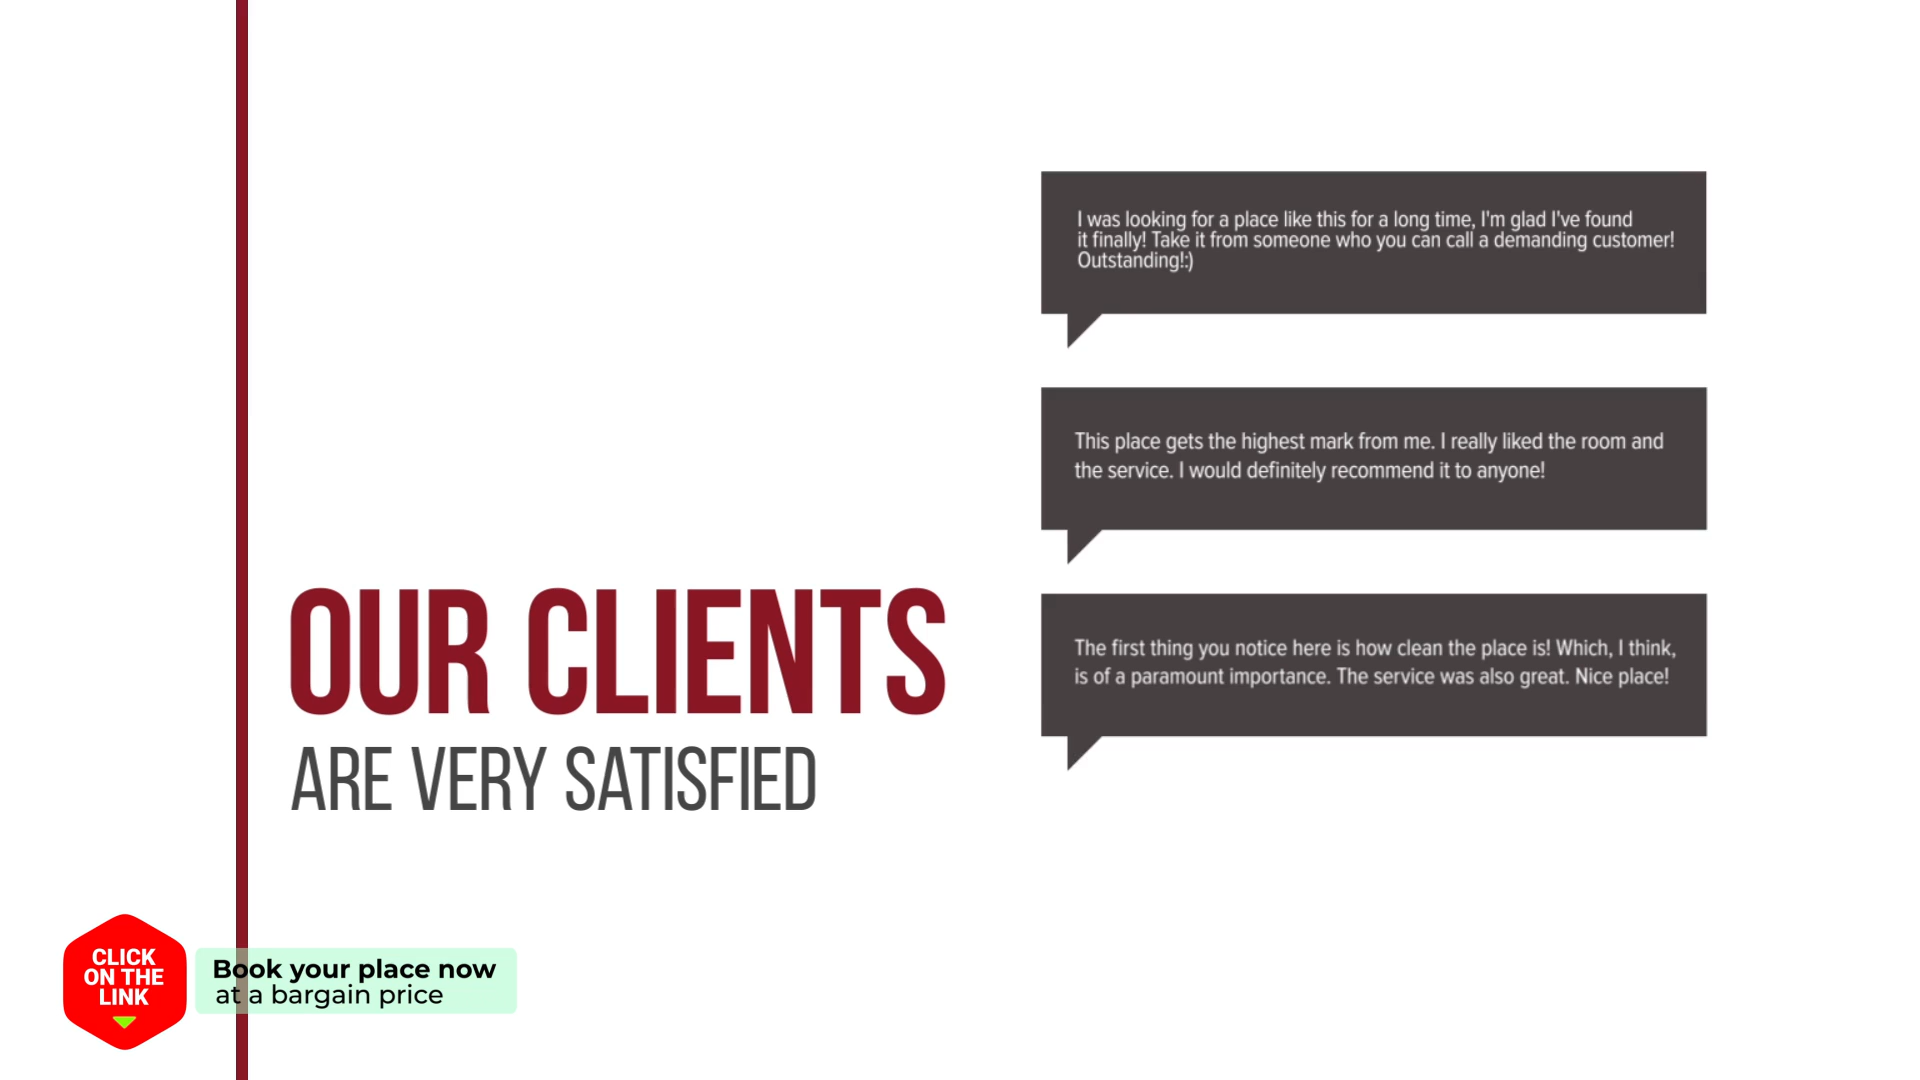 I was looking for a place like this for a long time, I'm glad I've found
it finally! Take it from someone who you can call a demanding customer!
Outstanding!:)
This place gets the highest mark from me. I really liked the room and
the service. I would definitely recommend it to anyone!
The first thing you notice here is how clean the place is! Which, I think,
is of a paramount importance. The service was also great. Nice place!
OUR CLIENTS
ARE VERY SATISFIED
CLICK
ON THE
LINK
Book your place now
at a bargain price